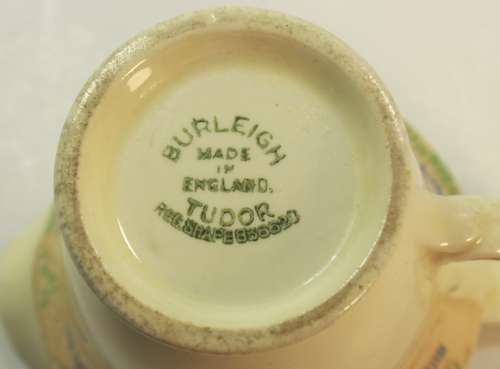 BURLEIGH
MADE
IN
ENGLAND.
TUDOR
REG. SHAPE